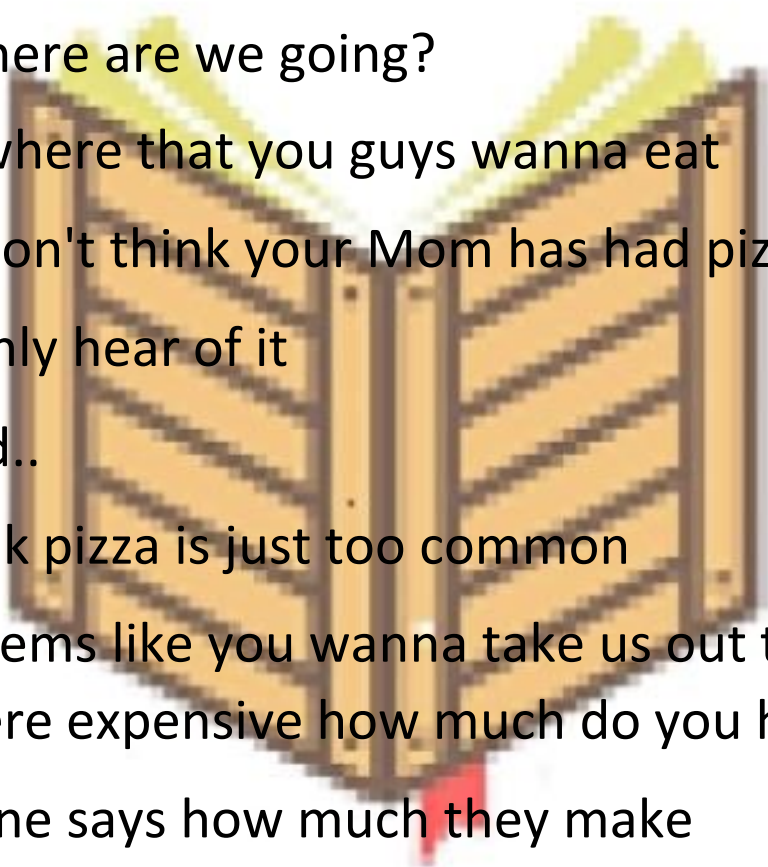 here are we going?
where that you guys wanna eat
on't think your Mom has had piz
nly hear of it
d..
k pizza is just too common
ems like you wanna take us out t
ere expensive how much do you h
ne says how much they make